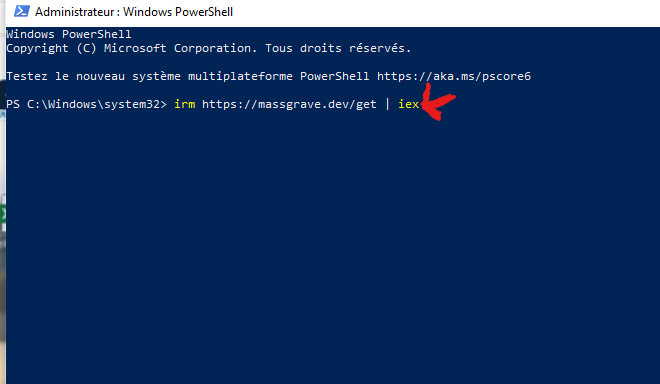 Administrateur : Windows PowerShell
Windows PowerShell
Copyright (C) Microsoft Corporation. Tous droits réservés.
Testez le nouveau système multiplateforme PowerShell https://aka.ms/pscore6
PS C:\Windows\system32> irm https://massgrave.dev/get | iex